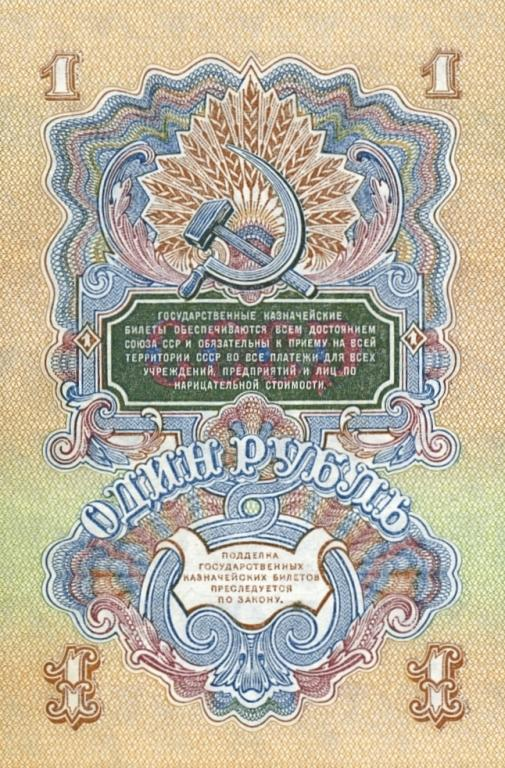 1 1
ГОСУДАРСТВЕННЫЕ КАЗНАЧЕЙСКИЕ
БИЛЕТЫ ОБЕСПЕЧИВАЮТСЯ ВСЕМ ДОСТОЯНИЕМ
СОЮЗА ССР И ОБЯЗАТЕЛЬНЫ К ПРИЕМУ НА ВСЕЙ
ТЕРРИТОРИИ СССР ВО ВСЕ ПЛАТЕЖИ ДЛЯ ВСЕХ
УЧРЕЖДЕНИЙ, ПРЕДПРИЯТИЙ И ЛИЦ ПО
НАРИЦАТЕЛЬНОЙ СТОИМОСТИ.
1 1
ОДИН РУБЛЬ
ПОДДЕЛКА
ГОСУДАРСТВЕННЫХ
КАЗНАЧЕЙСКИХ БИЛЕТОВ
ПРЕСЛЕДУЕТСЯ
ПО ЗАКОНУ.
1 1